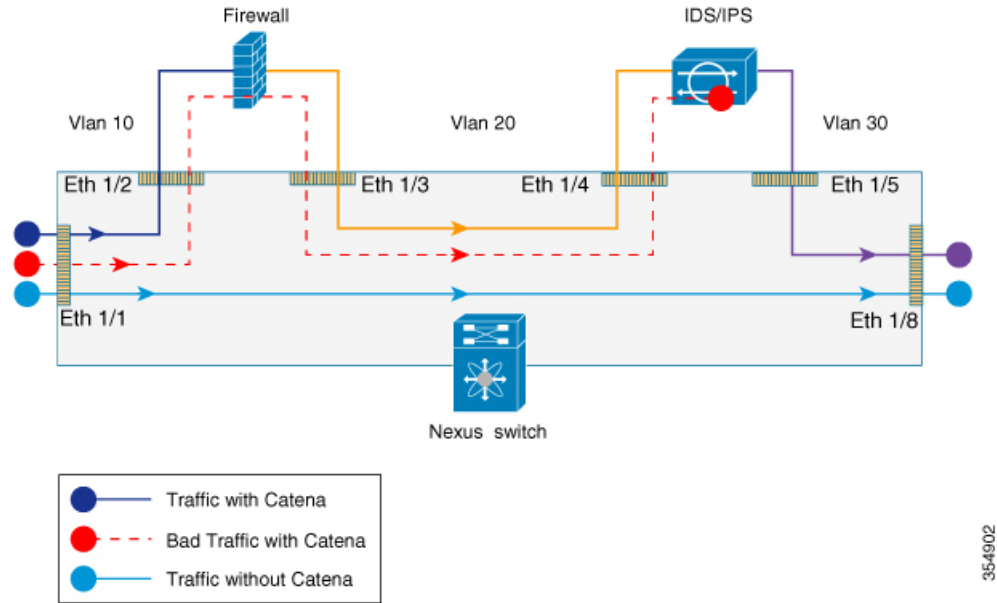 Firewall
IDS/IPS
Vlan 10
Vlan 20
Vlan 30
Eth 1/2
Eth 1/3
Eth 1/4
Eth 1/5
Eth 1/1
Eth 1/8
Nexus switch
Traffic with Catena
Bad Traffic with Catena
Traffic without Catena
354902